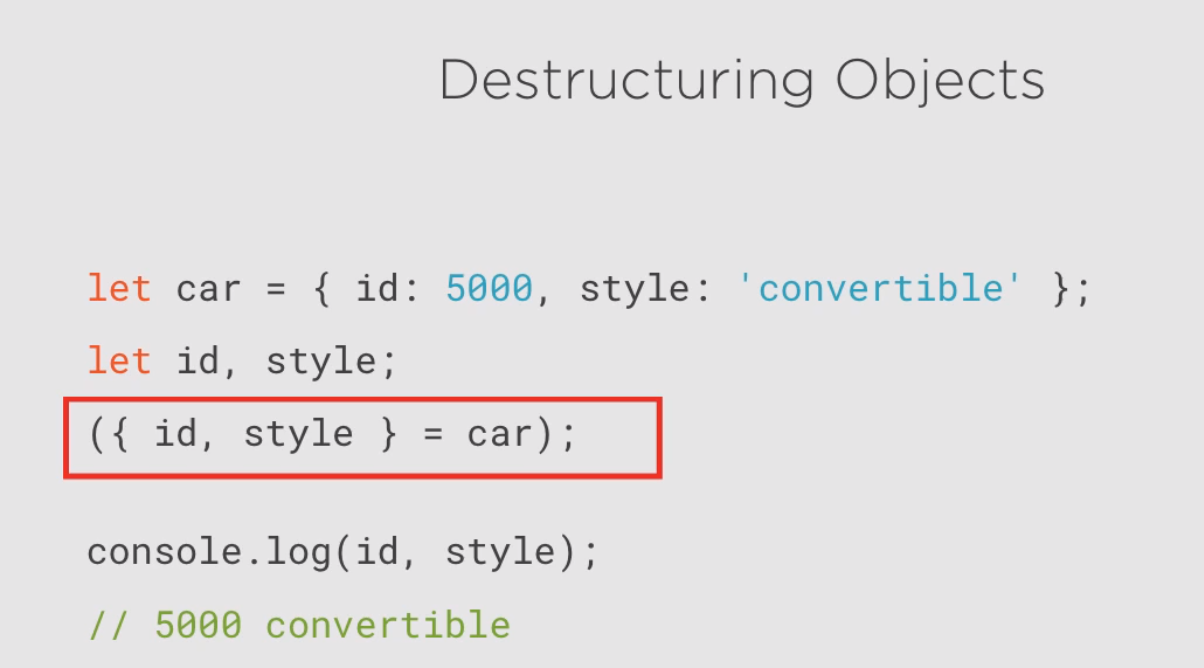 Destructuring Objects
let car = { id: 5000, style: 'convertible' };
let id, style;
({ id, style } = car);
console.log(id, style);
// 5000 convertible